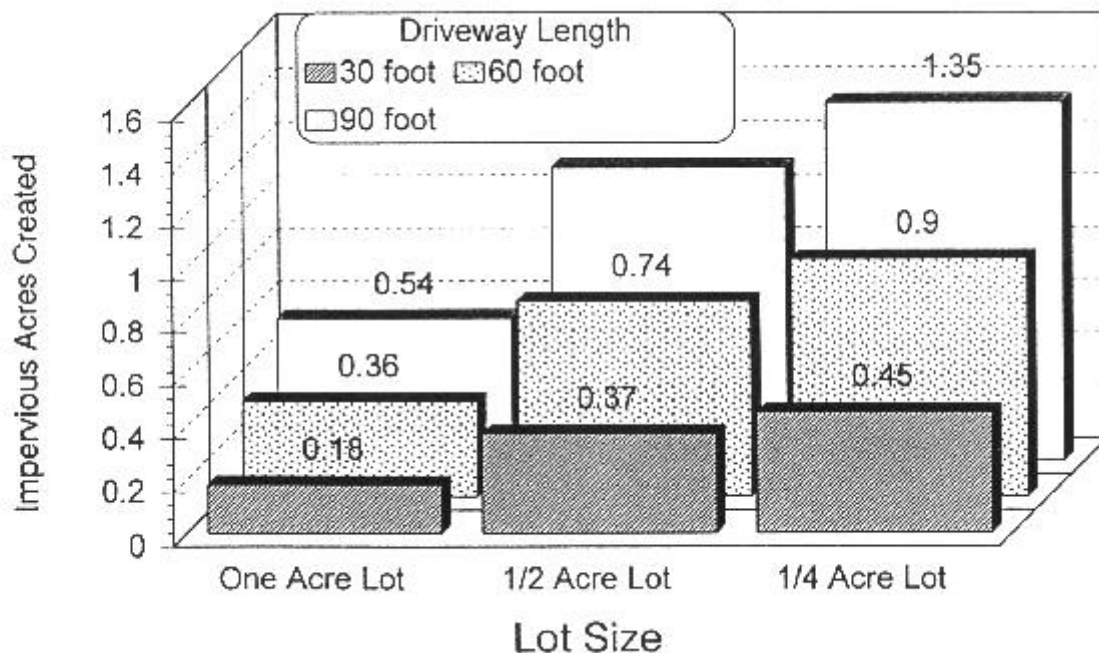 Driveway Length
30 foot 60 foot
90 foot
Impervious Acres Created
1.6
1.4
1.2
1
0.8
0.6
0.4
0.2
0
1.35
0.9
0.74
0.54
0.45
0.37
0.36
0.18
One Acre Lot 1/2 Acre Lot 1/4 Acre Lot
Lot Size